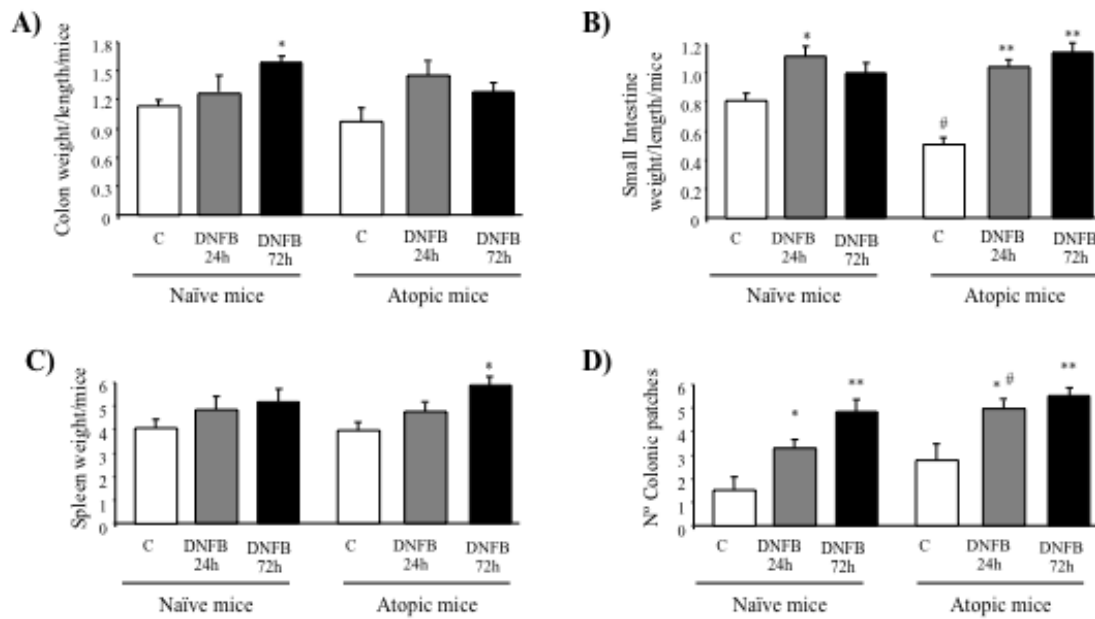 A)
Colon weight/length/mice
1.8
1.5
1.2
0.9
0.6
0.3
0
*
C
DNFB
24h
DNFB
72h
C
DNFB
24h
DNFB
72h
Naïve mice
Atopic mice
B)
Small Intestine
weight/length/mice
1.2
1.0
0.8
0.6
0.4
0.2
0
*
#
**
**
C
DNFB
24h
DNFB
72h
C
DNFB
24h
DNFB
72h
Naïve mice
Atopic mice
C)
Spleen weight/mice
6
5
4
3
2
1
0
*
C
DNFB
24h
DNFB
72h
C
DNFB
24h
DNFB
72h
Naïve mice
Atopic mice
D)
Nº Colonic patches
6
5
4
3
2
1
0
*
**
* #
**
C
DNFB
24h
DNFB
72h
C
DNFB
24h
DNFB
72h
Naïve mice
Atopic mice